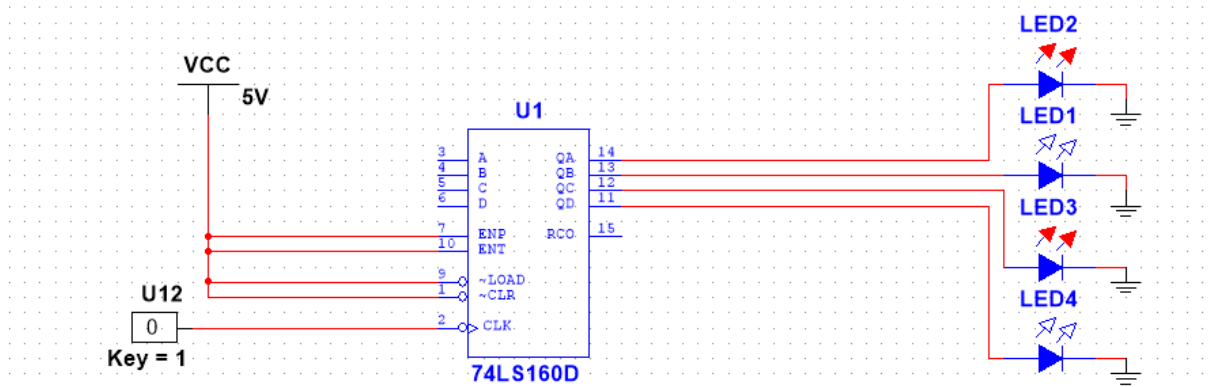 LED2
VCC
5V
U1
LED1
3 A QA 14
4 B QB 13
5 C QC 12
6 D QD 11
LED3
7 ENP RCO 15
10 ENT
9 ~LOAD
1 ~CLR
U12
LED4
0
2 CLK
Key = 1
74LS160D